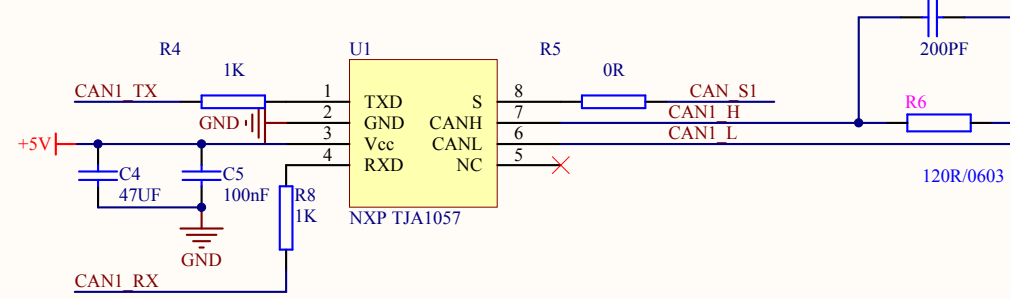 200PF
R4
U1
R5
1K
0R
CAN1_TX
1
TXD
S
8
CAN_S1
GND
2
GND
CANH
7
CAN1_H
R6
+5V
3
Vcc
CANL
6
CAN1_L
4
RXD
NC
5
C4
47UF
C5
100nF
R8
1K
120R/0603
NXP TJA1057
GND
CAN1_RX